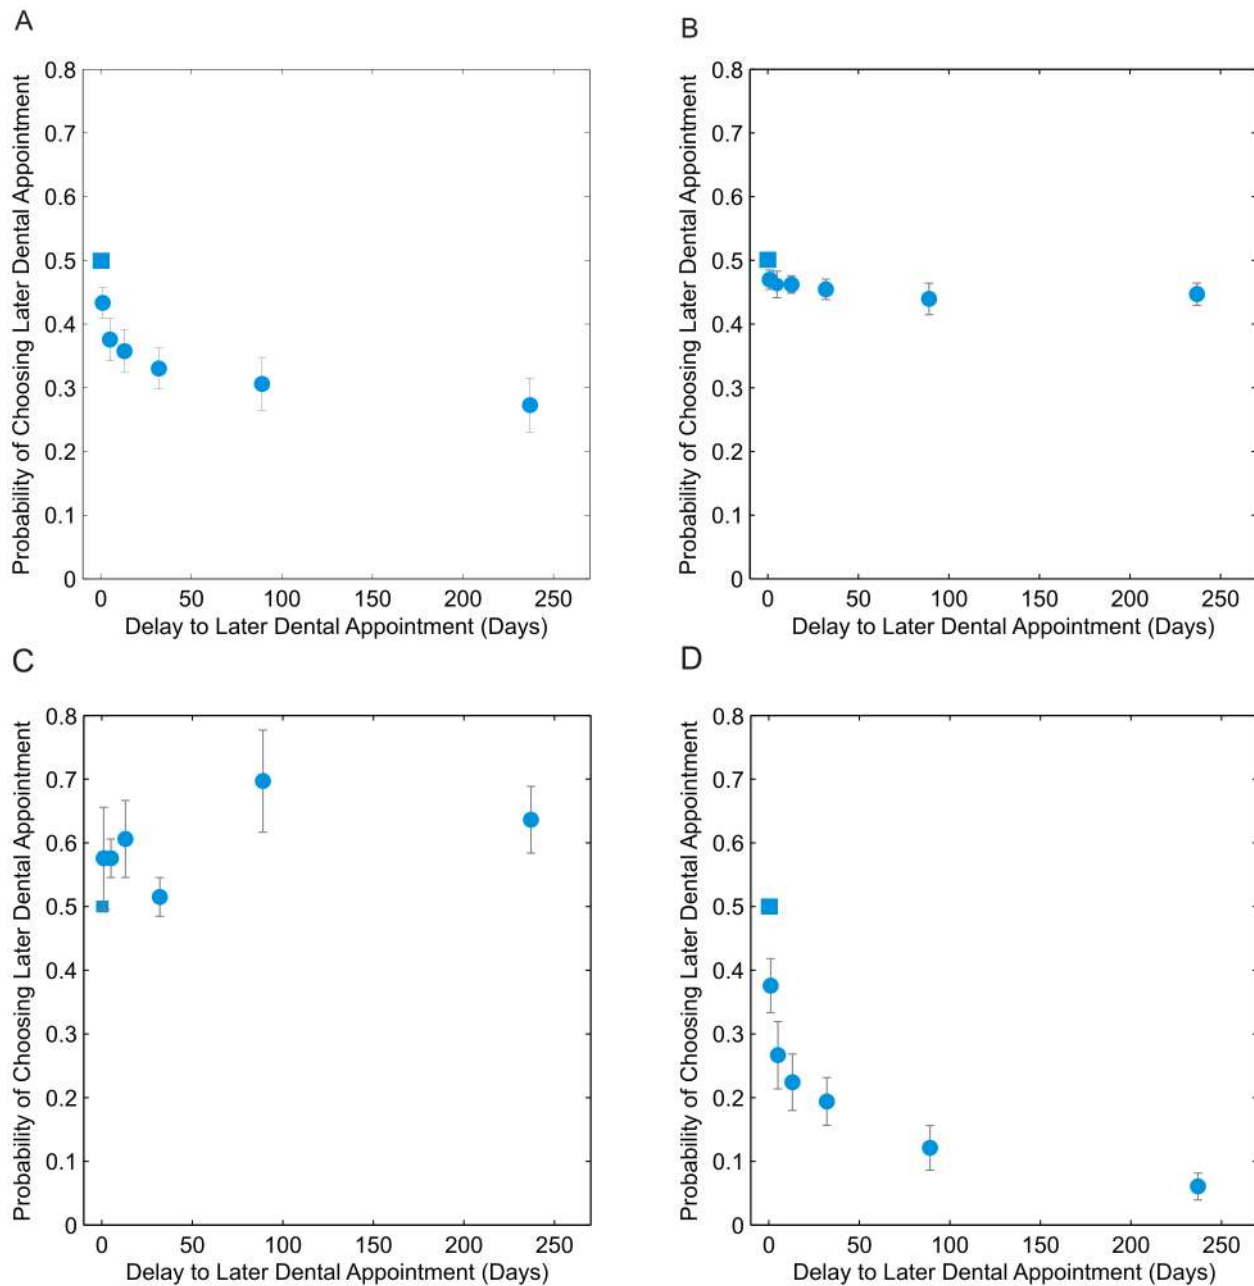 A
B
Probability of Choosing Later Dental Appointment
0.8
0.7
0.6
0.5
0.4
0.3
0.2
0.1
0
0 50 100 150 200 250
Delay to Later Dental Appointment (Days)
Probability of Choosing Later Dental Appointment
0.8
0.7
0.6
0.5
0.4
0.3
0.2
0.1
0
0 50 100 150 200 250
Delay to Later Dental Appointment (Days)
C
D
Probability of Choosing Later Dental Appointment
0.8
0.7
0.6
0.5
0.4
0.3
0.2
0.1
0
0 50 100 150 200 250
Delay to Later Dental Appointment (Days)
Probability of Choosing Later Dental Appointment
0.8
0.7
0.6
0.5
0.4
0.3
0.2
0.1
0
0 50 100 150 200 250
Delay to Later Dental Appointment (Days)